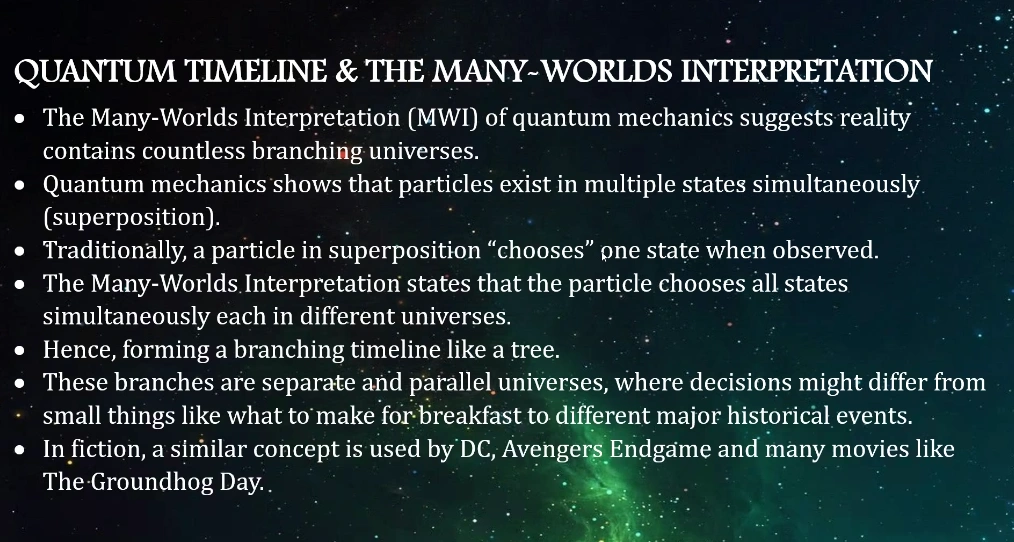 QUANTUM TIMELINE & THE MANY-WORLDS INTERPRETATION
• The Many-Worlds Interpretation (MWI) of quantum mechanics suggests reality
contains countless branching universes.
• Quantum mechanics shows that particles exist in multiple states simultaneously
(superposition).
• Traditionally, a particle in superposition “chooses” one state when observed.
• The Many-Worlds Interpretation states that the particle chooses all states
simultaneously each in different universes.
• Hence, forming a branching timeline like a tree.
• These branches are separate and parallel universes, where decisions might differ from
small things like what to make for breakfast to different major historical events.
• In fiction, a similar concept is used by DC, Avengers Endgame and many movies like
The Groundhog Day.